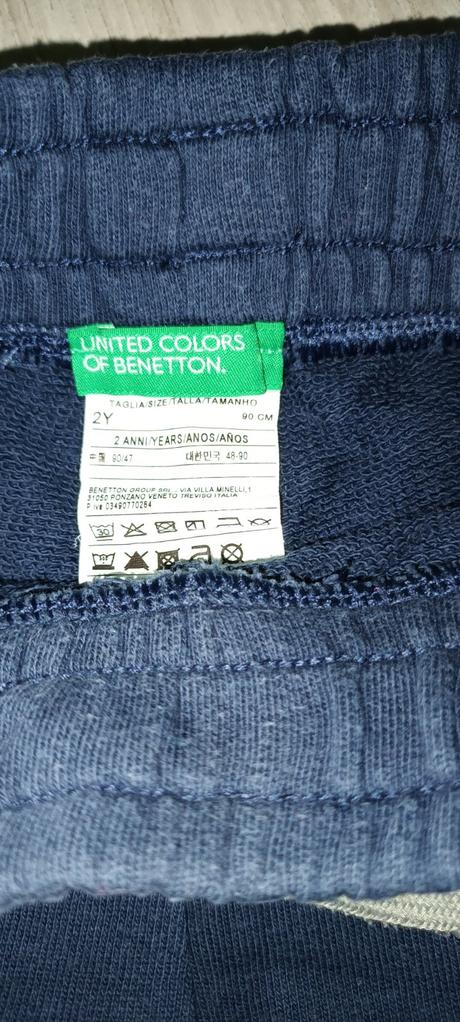 UNITED COLORS
OF BENETTON.
TAGLIA/SIZE/TALLA/TAMANHO
2Y 90 CM
2 ANNI/YEARS/ANOS/AÑOS
中国 90/47 대한민국 48-90
BENETTON GROUP SRL - VIA VILLA MINELLI,1
31050 PONZANO VENETO TREVISO ITALIA
P.IVA 03490770264
30